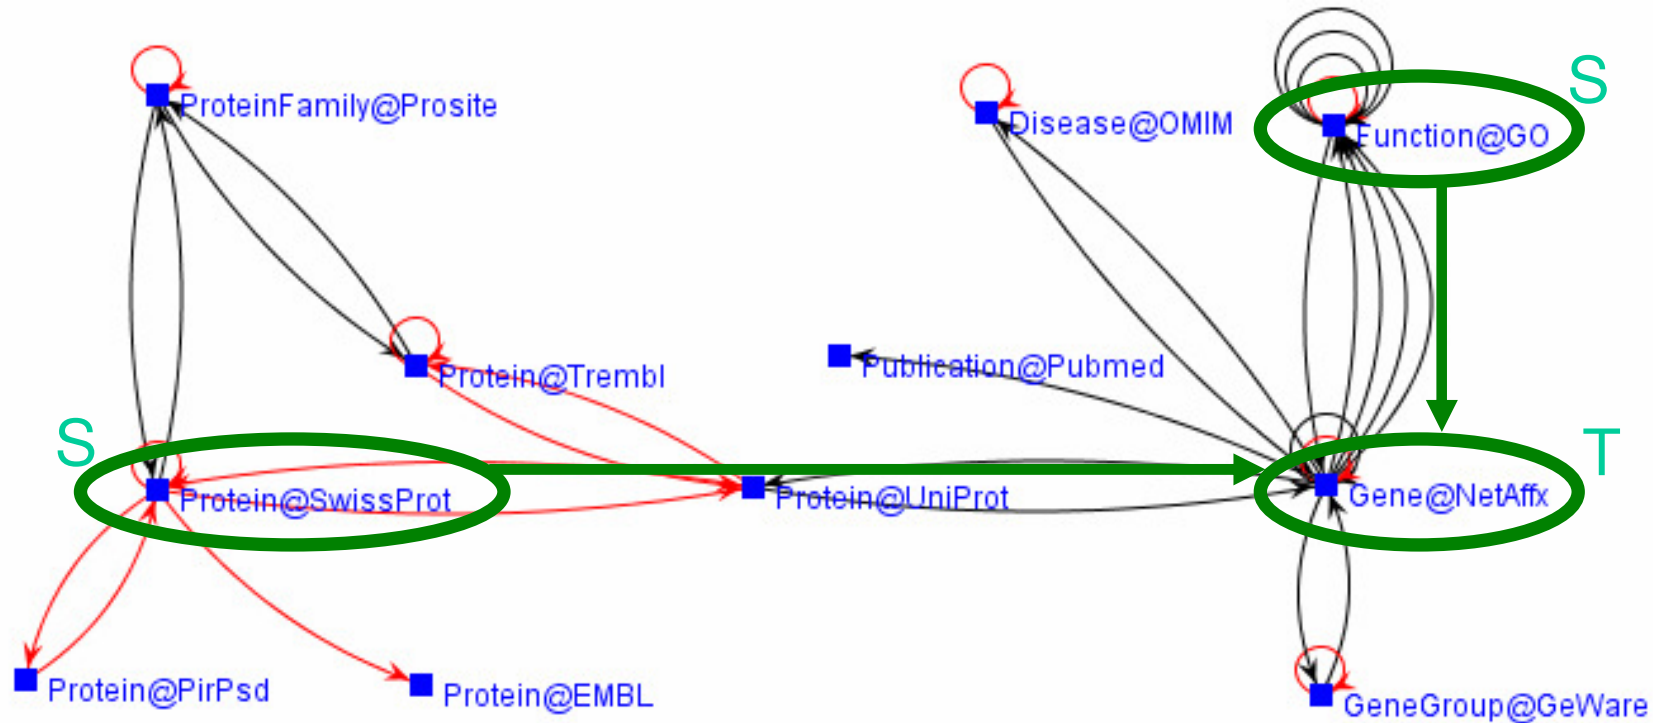 S
ProteinFamily@Prosite
Disease@OMIM
Function@GO
Publication@Pubmed
Protein@Trembl
S
T
Protein@SwissProt
Protein@UniProt
Gene@NetAffx
Protein@PirPsd
Protein@EMBL
GeneGroup@GeWare